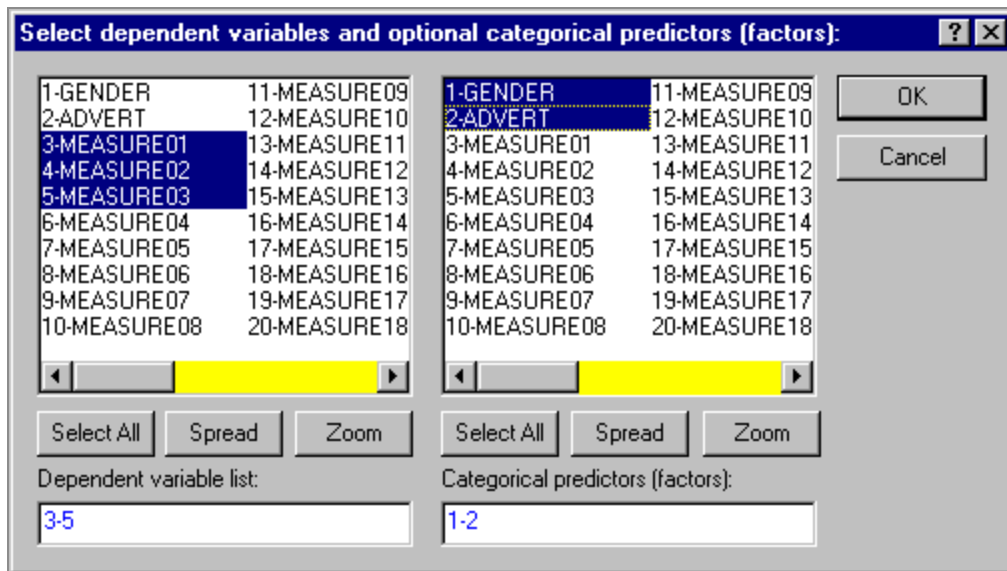 Select dependent variables and optional categorical predictors (factors):
1-GENDER 11-MEASURE09
2-ADVERT 12-MEASURE10
3-MEASURE01 13-MEASURE11
4-MEASURE02 14-MEASURE12
5-MEASURE03 15-MEASURE13
6-MEASURE04 16-MEASURE14
7-MEASURE05 17-MEASURE15
8-MEASURE06 18-MEASURE16
9-MEASURE07 19-MEASURE17
10-MEASURE08 20-MEASURE18
Select All Spread Zoom
Dependent variable list:
3-5
1-GENDER 11-MEASURE09
2-ADVERT 12-MEASURE10
3-MEASURE01 13-MEASURE11
4-MEASURE02 14-MEASURE12
5-MEASURE03 15-MEASURE13
6-MEASURE04 16-MEASURE14
7-MEASURE05 17-MEASURE15
8-MEASURE06 18-MEASURE16
9-MEASURE07 19-MEASURE17
10-MEASURE08 20-MEASURE18
Select All Spread Zoom
Categorical predictors (factors):
1-2
OK
Cancel